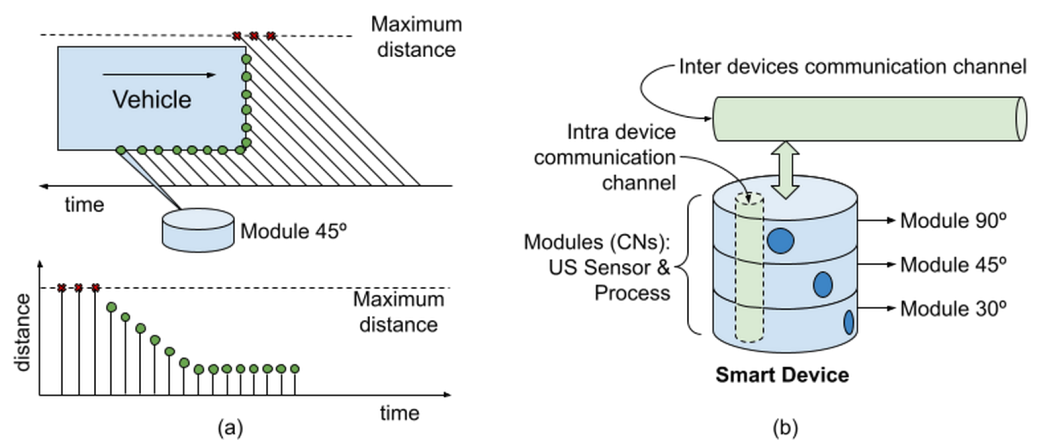 Maximum
distance
Vehicle
time
Module 45º
distance
Maximum
distance
time
(a)
Inter devices communication channel
Intra device
communication
channel
Modules (CNs):
US Sensor &
Process
Module 90º
Module 45º
Module 30º
Smart Device
(b)